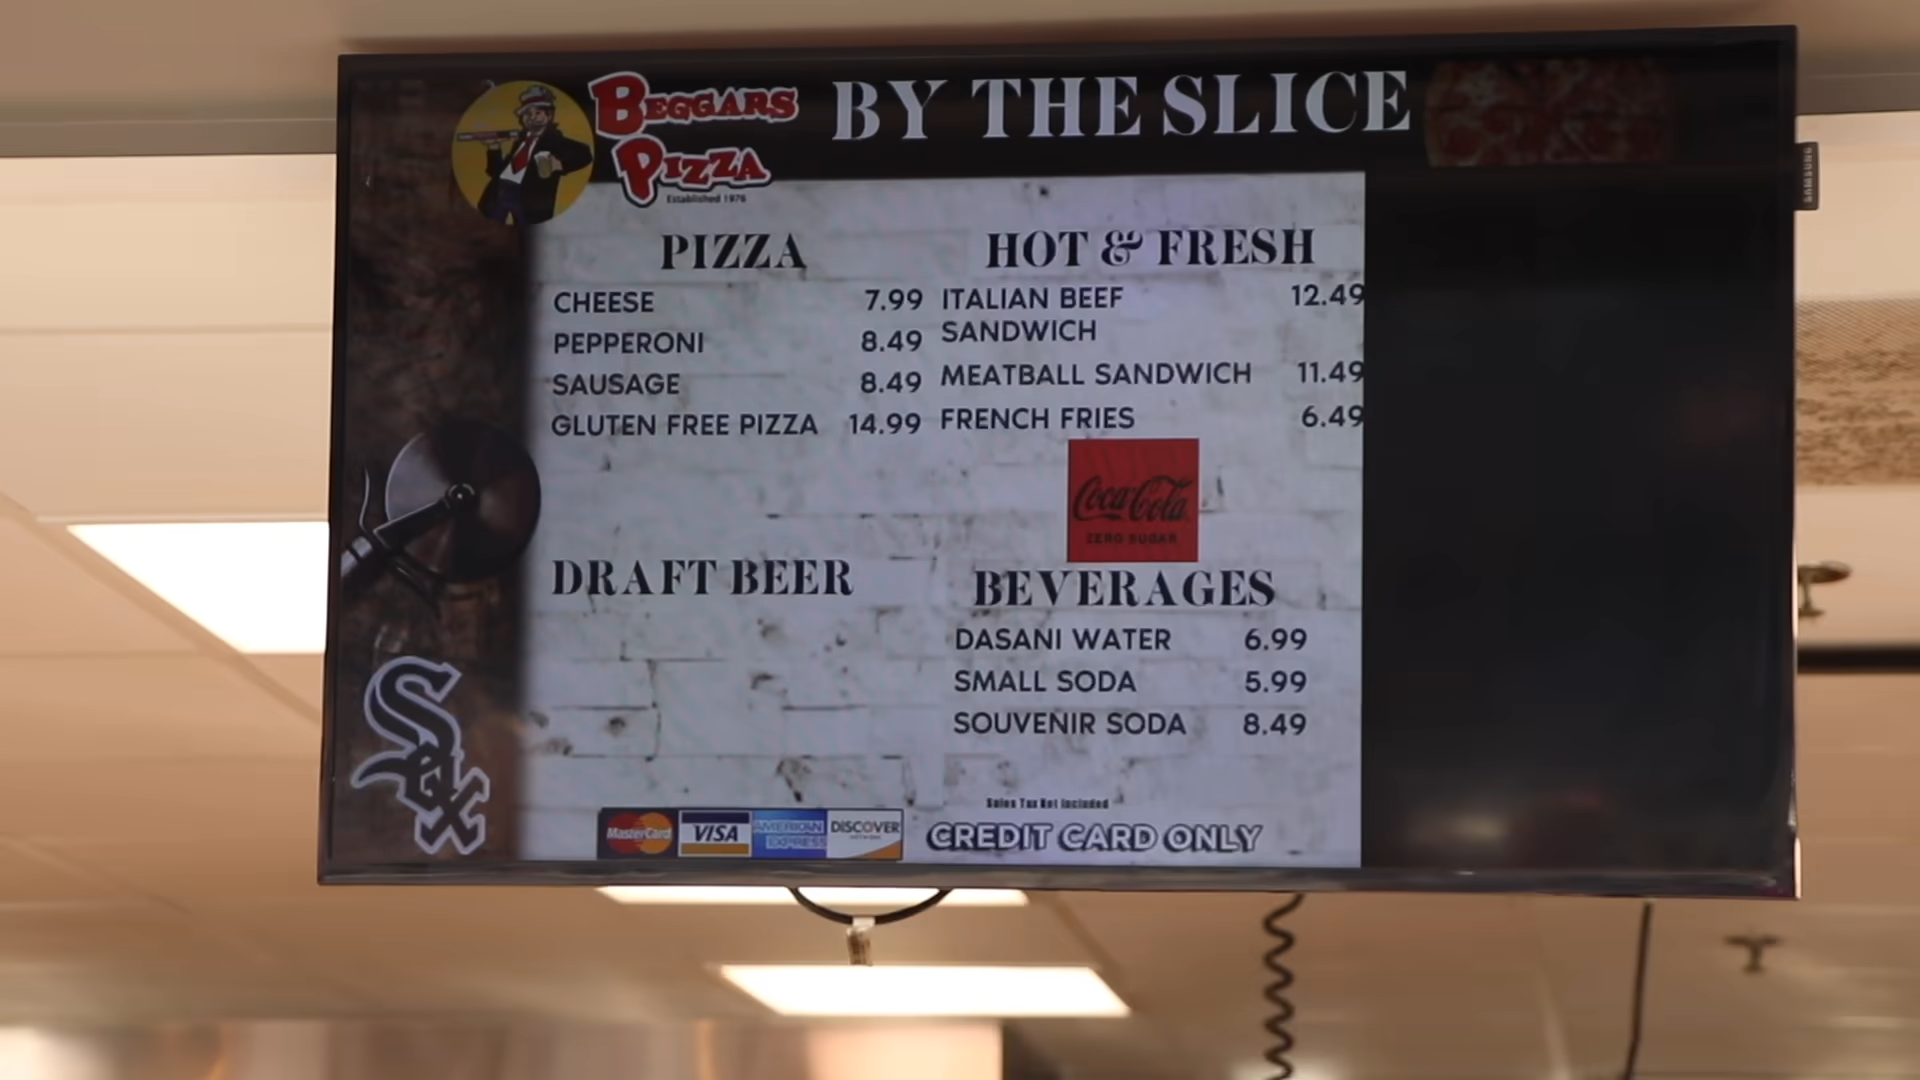 BEGGARS PIZZA
Established 1976
BY THE SLICE
SAMSUNG
PIZZA
CHEESE 7.99
PEPPERONI 8.49
SAUSAGE 8.49
GLUTEN FREE PIZZA 14.99
HOT & FRESH
ITALIAN BEEF 12.49
SANDWICH
MEATBALL SANDWICH 11.49
FRENCH FRIES 6.49
Coca-Cola
ZERO SUGAR
DRAFT BEER
BEVERAGES
DASANI WATER 6.99
SMALL SODA 5.99
SOUVENIR SODA 8.49
Sox
Sales Tax Not Included
MasterCard VISA AMERICAN EXPRESS DISCOVER NETWORK
CREDIT CARD ONLY